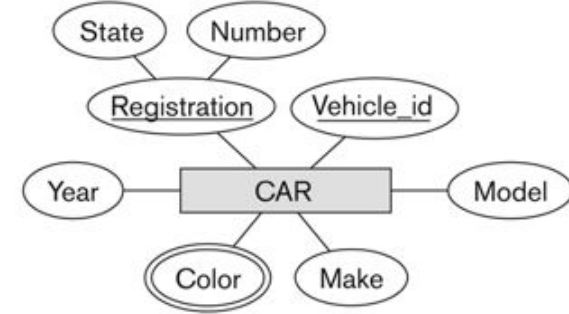 State
Number
Registration
Vehicle_id
Year
CAR
Model
Color
Make